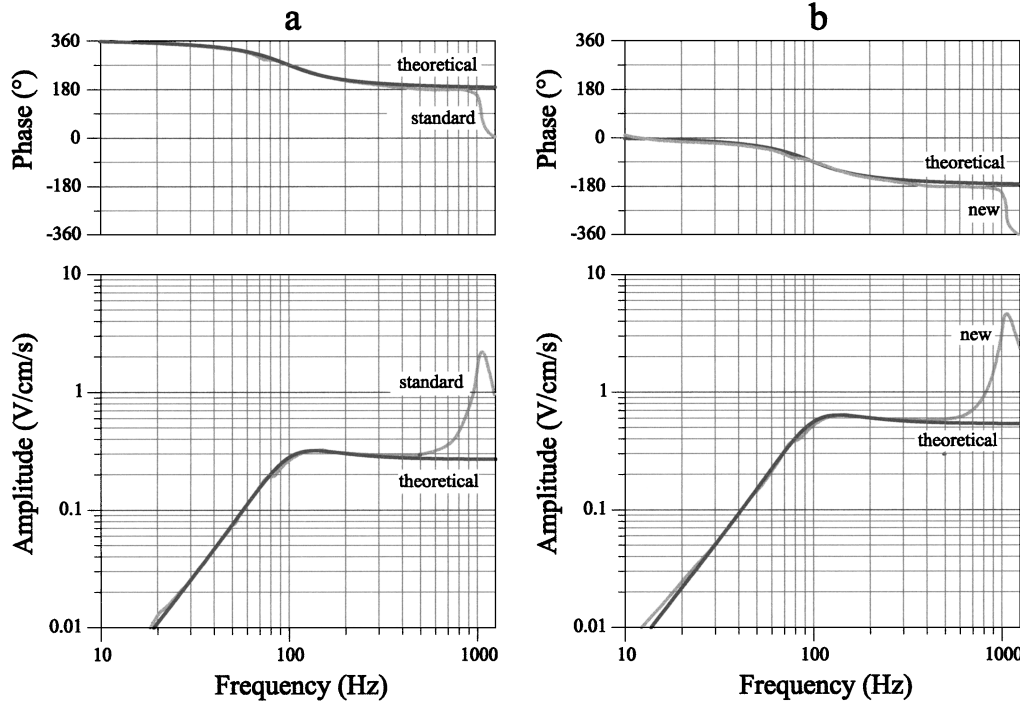 a
360
180
0
-180
-360
Phase (°)
theoretical
standard
10
1
0.1
0.01
Amplitude (V/cm/s)
standard
theoretical
10
100
1000
Frequency (Hz)
b
360
180
0
-180
-360
Phase (°)
theoretical
new
10
1
0.1
0.01
Amplitude (V/cm/s)
new
theoretical
10
100
1000
Frequency (Hz)